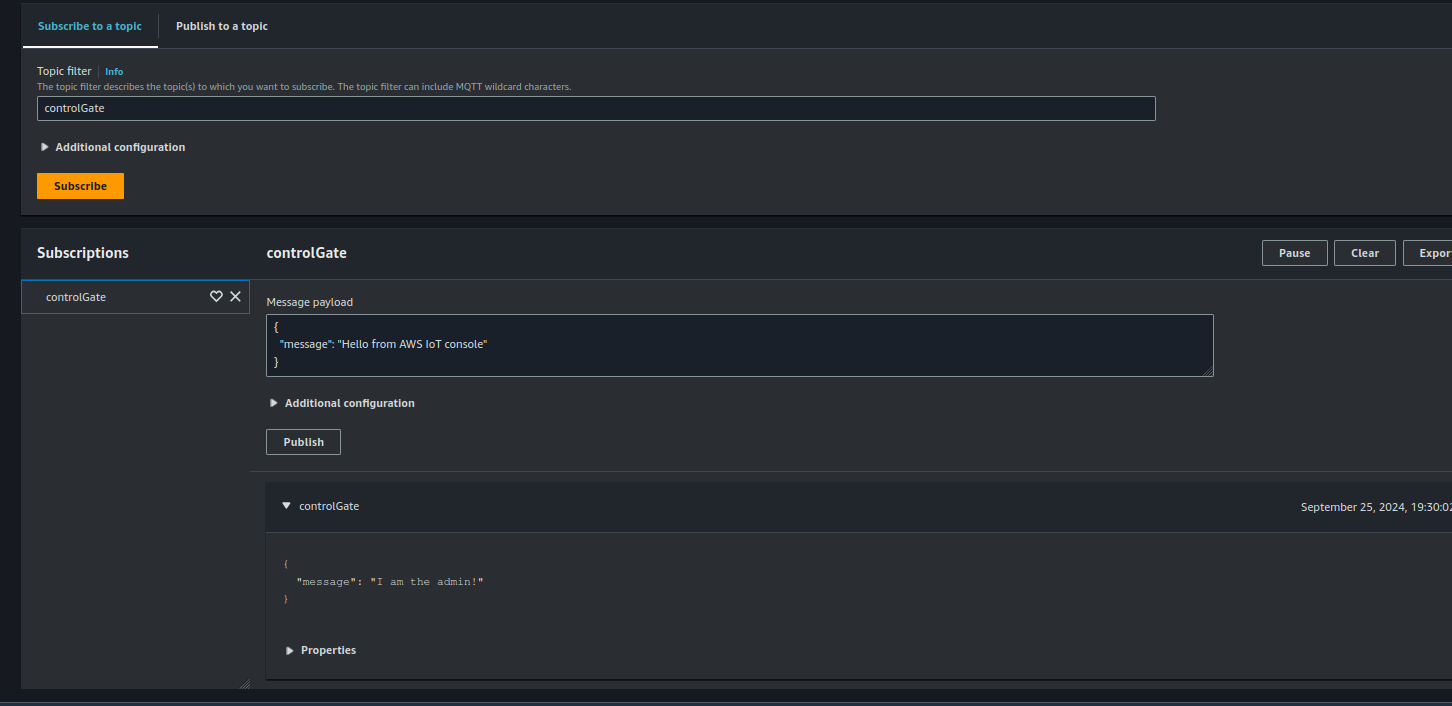 Subscribe to a topic
Publish to a topic
Topic filter
Info
The topic filter describes the topic(s) to which you want to subscribe. The topic filter can include MQTT wildcard characters.
controlGate
Additional configuration
Subscribe
Subscriptions
controlGate
Pause
Clear
Expor
controlGate
Message payload
{
"message": "Hello from AWS IoT console"
}
Additional configuration
Publish
controlGate
September 25, 2024, 19:30:02
{
"message": "I am the admin!"
}
Properties